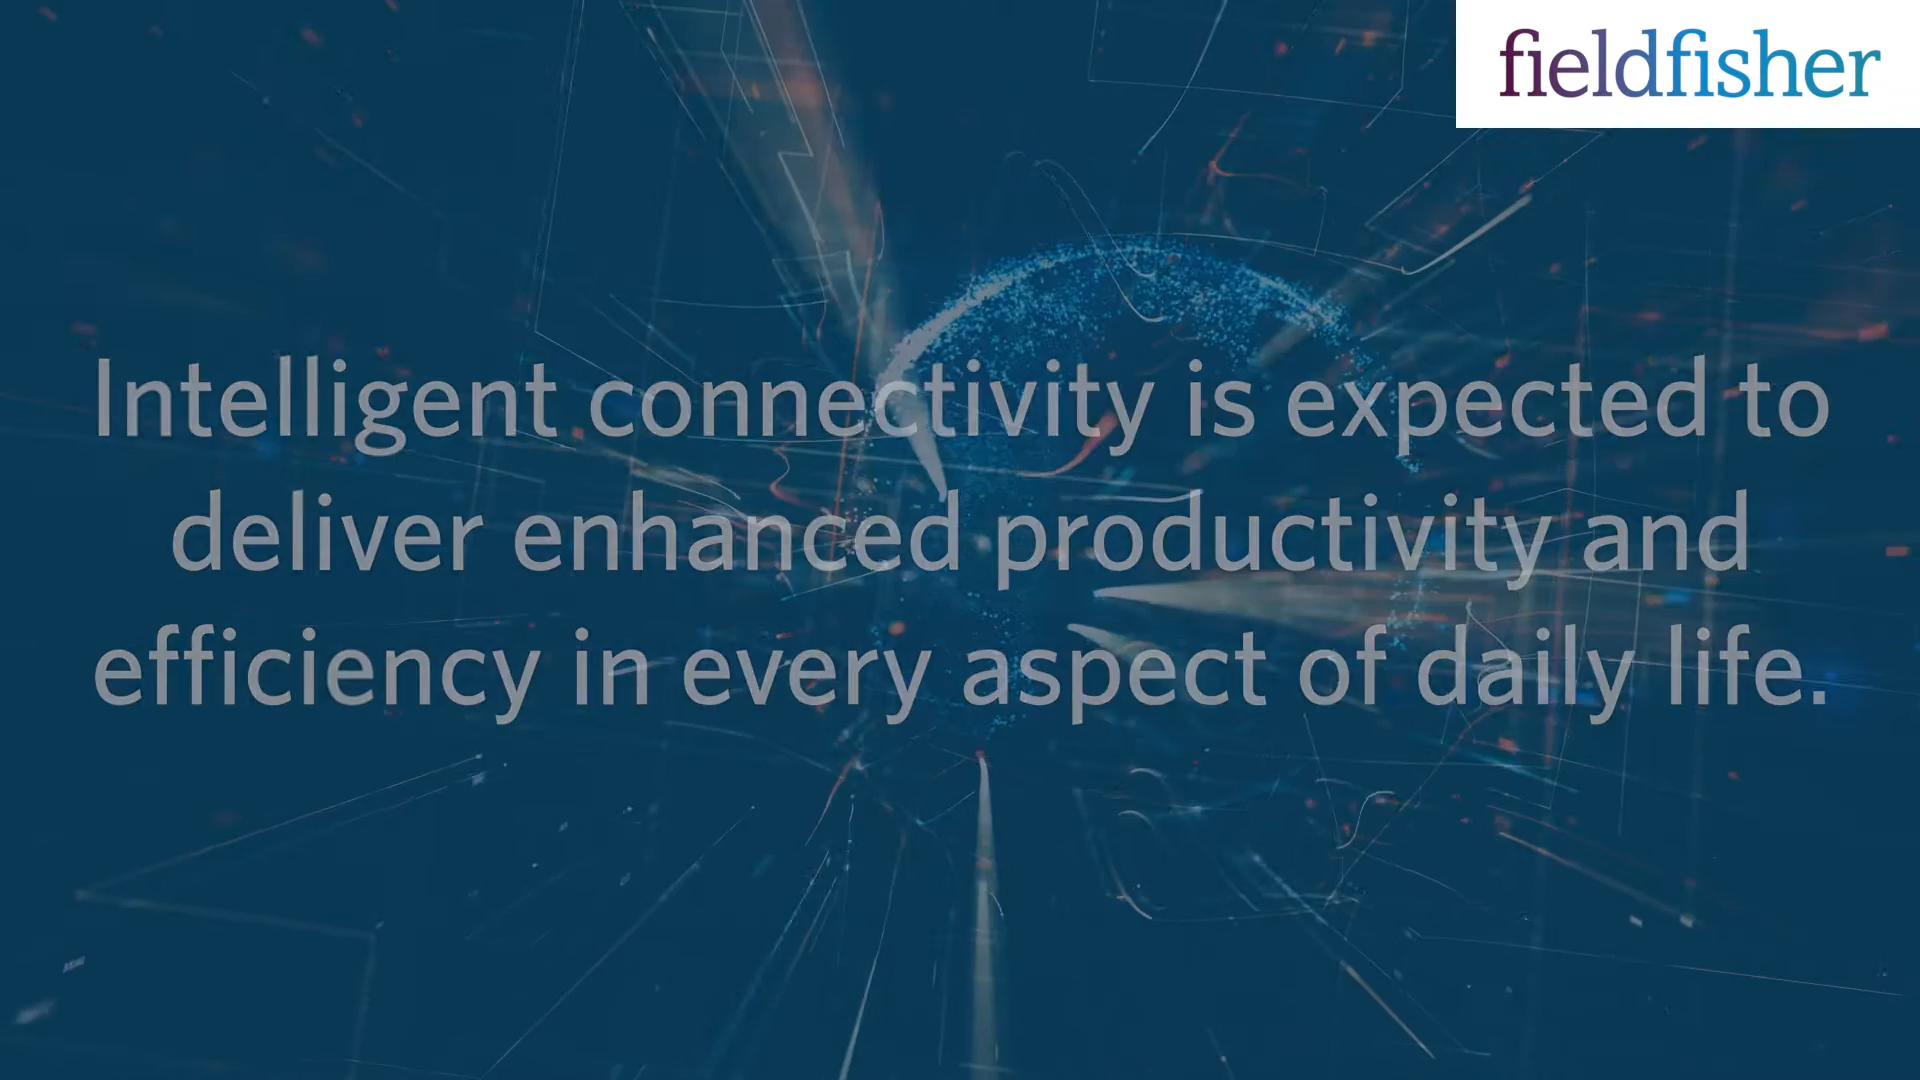 fieldfisher
Intelligent connectivity is expected to
deliver enhanced productivity and
efficiency in every aspect of daily life.